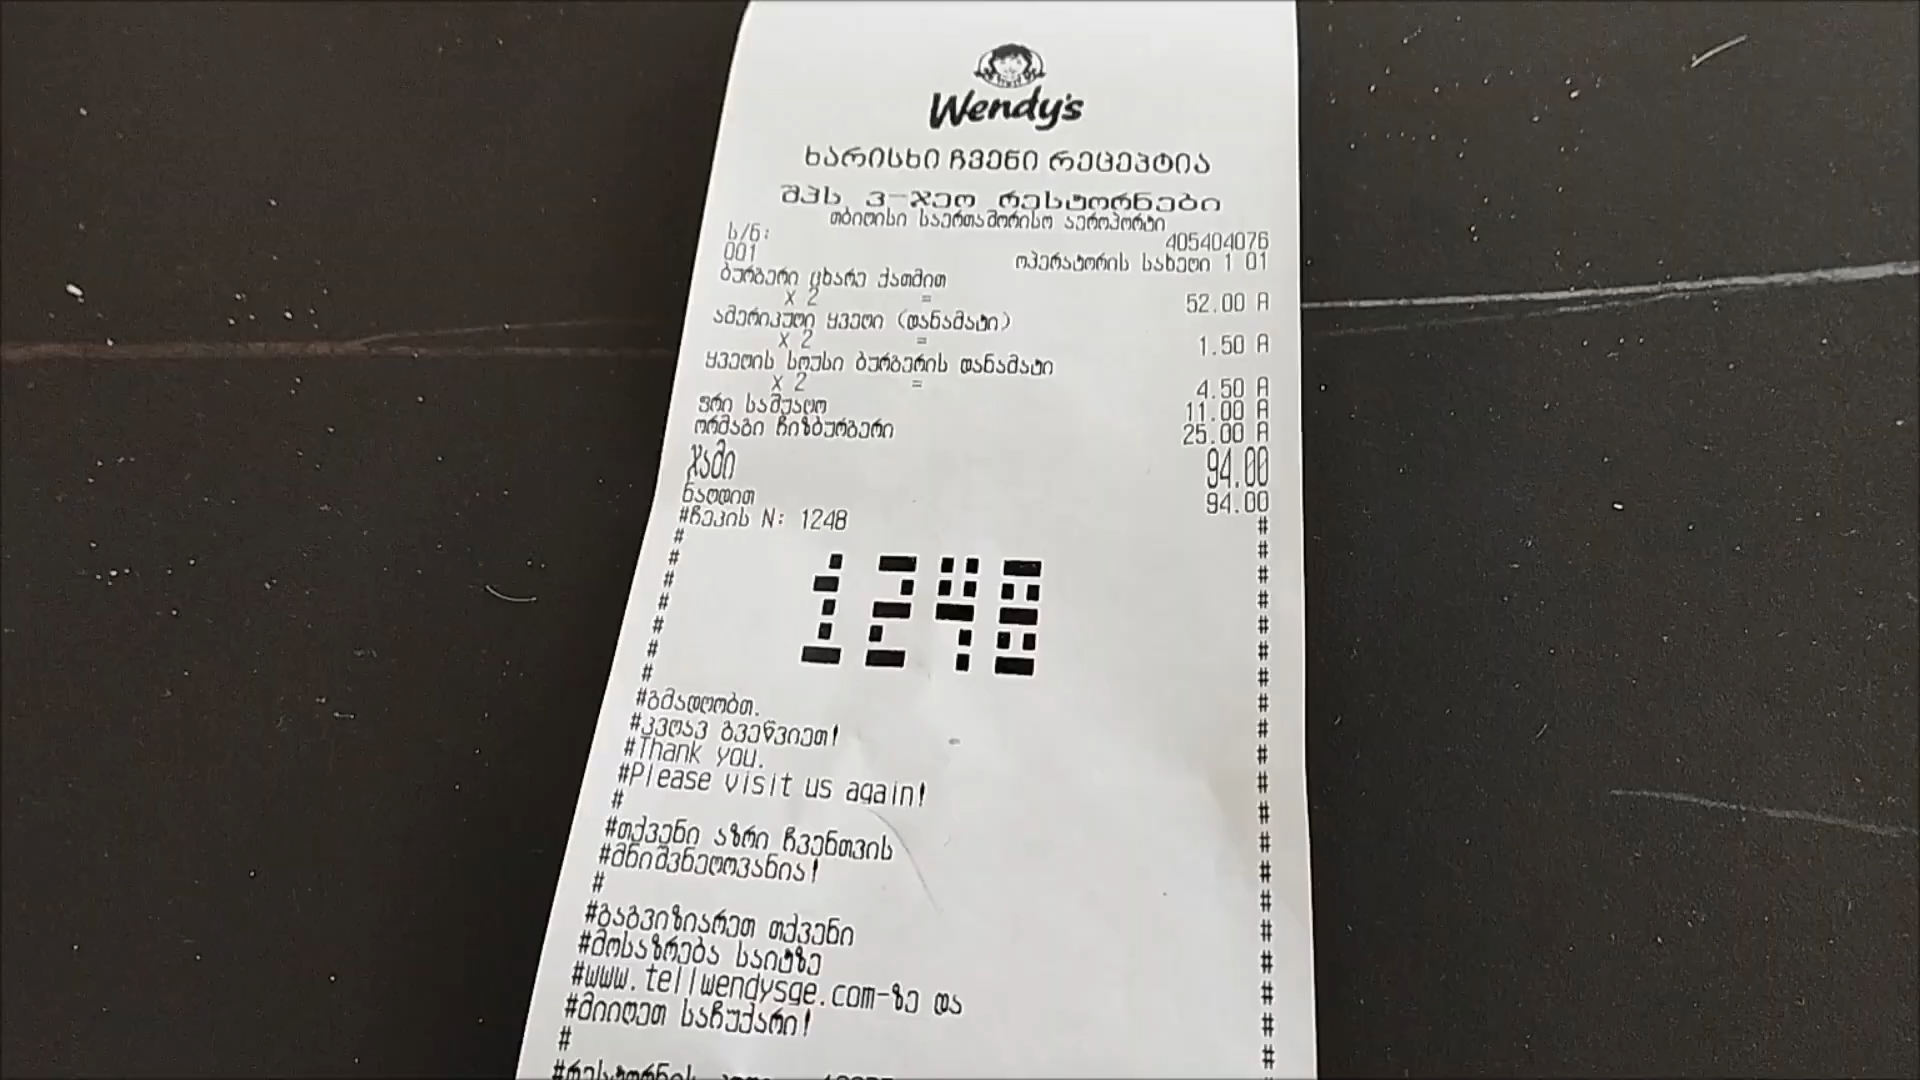 Wendy's
ხარისხი ჩვენი რეცეპტია
შპს ვ-ჯეო რესტორნები
თბილისი საერთაშორისო აეროპორტი
ს/ნ: 405404076
001 ოპერატორის სახელი 1 01
ბურგერი ცხარე ქათმით
X 2 = 52.00 A
ამერიკული ყველი (დანამატი)
X 2 = 1.50 A
ყველის სოუსი ბურგერის დანამატი
X 2 = 4.50 A
ფრი საშუალო 11.00 A
ორმაგი ჩიზბურგერი 25.00 A
ჯამი 94.00
ნაღდით 94.00
#ჩეკის N: 1248 #
# #
# #
# #
# #
# #
# #
# #
1248
#გმადლობთ. #
#კვლავ გვეწვიეთ! #
#Thank you. #
#Please visit us again! #
# #
#თქვენი აზრი ჩვენთვის #
#მნიშვნელოვანია! #
# #
#გაგვიზიარეთ თქვენი #
#მოსაზრება საიტზე #
#www.tellwendysge.com-ზე და #
#მიიღეთ საჩუქარი! #
# #
#რესტორნის